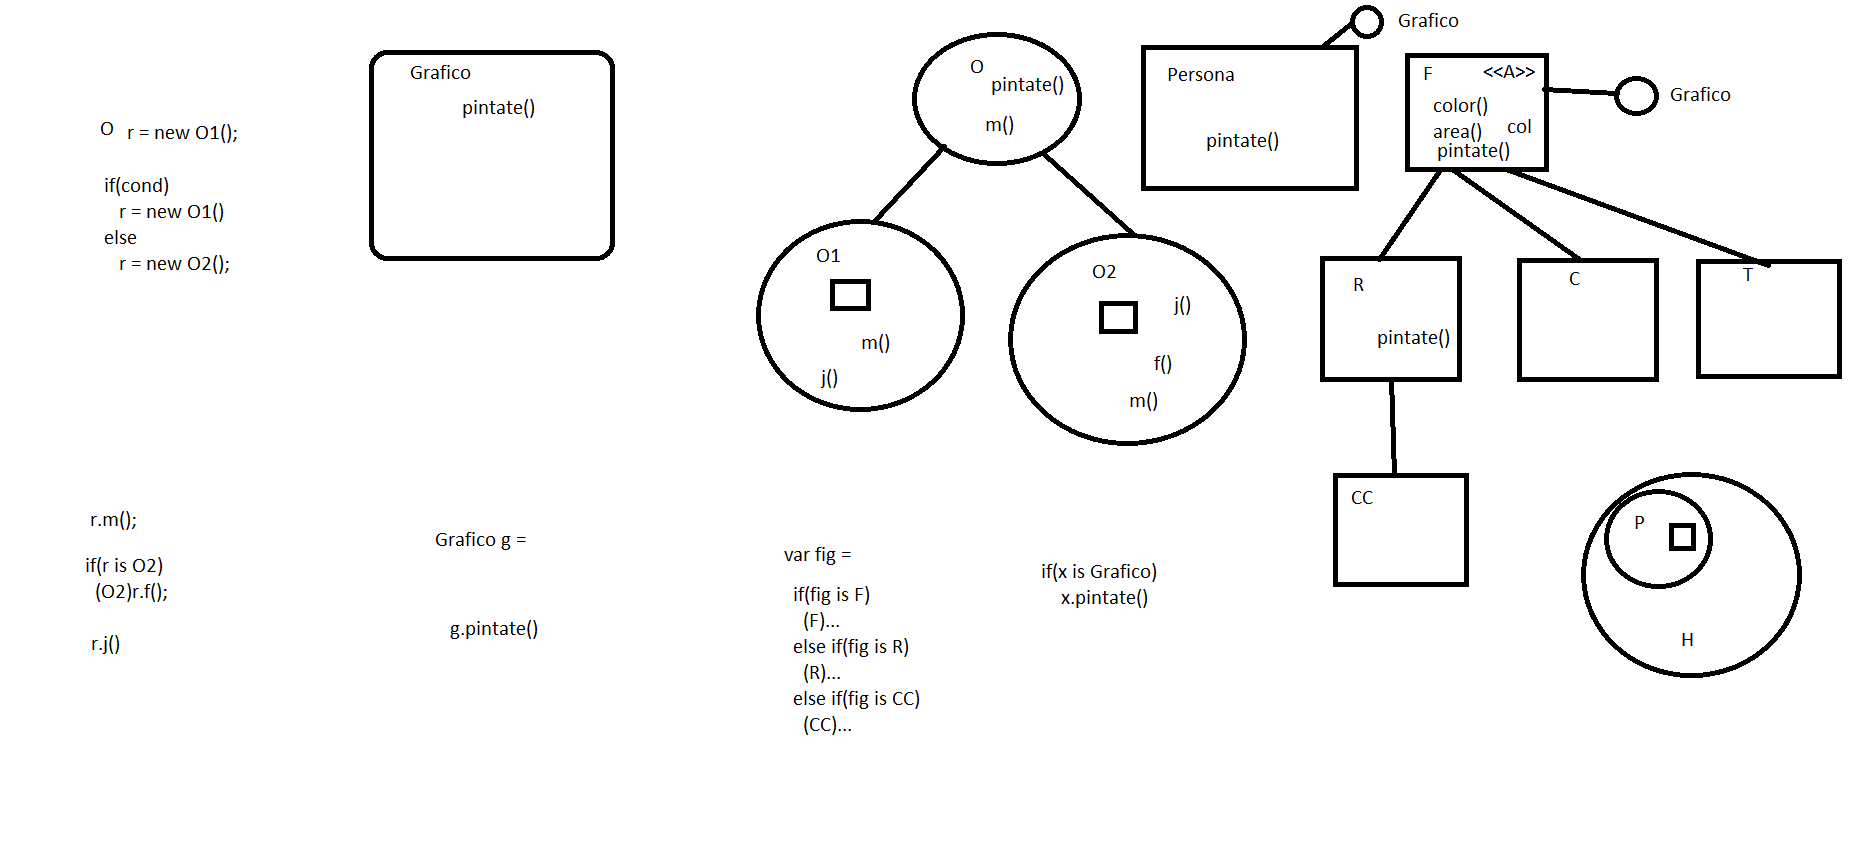 O r = new O1();
if(cond)
r = new O1()
else
r = new O2();
Grafico
pintate()
O
pintate()
m()
O1
m()
j()
O2
j()
f()
m()
Grafico
Persona
pintate()
F <<A>>
color()
area() col
pintate()
Grafico
R
pintate()
C
T
CC
P
H
r.m();
if(r is O2)
(O2)r.f();
r.j()
Grafico g =
g.pintate()
var fig =
if(fig is F)
(F)...
else if(fig is R)
(R)...
else if(fig is CC)
(CC)...
if(x is Grafico)
x.pintate()